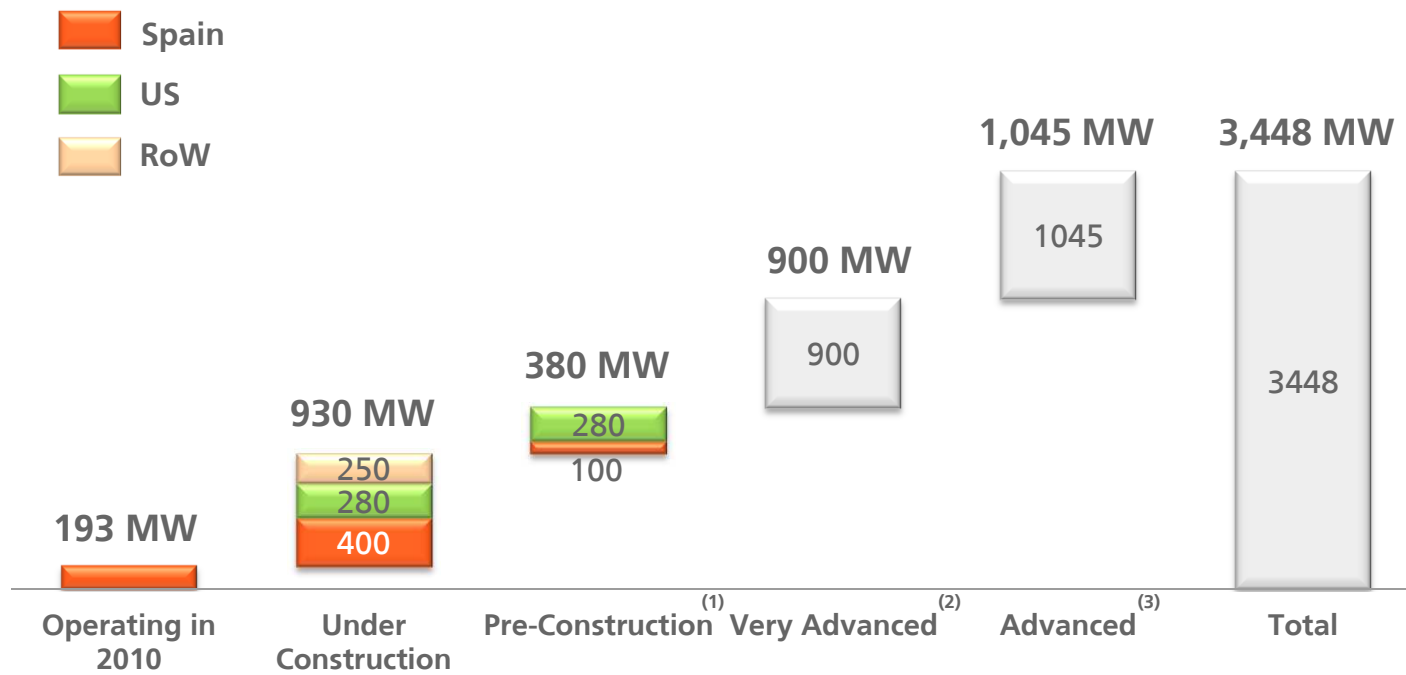 Spain
US
RoW
1,045 MW
3,448 MW
1045
900 MW
900
3448
380 MW
280
100
930 MW
250
280
400
193 MW
Operating in
2010
Under
Construction
Pre-Construction (1)
Very Advanced (2)
Advanced (3)
Total